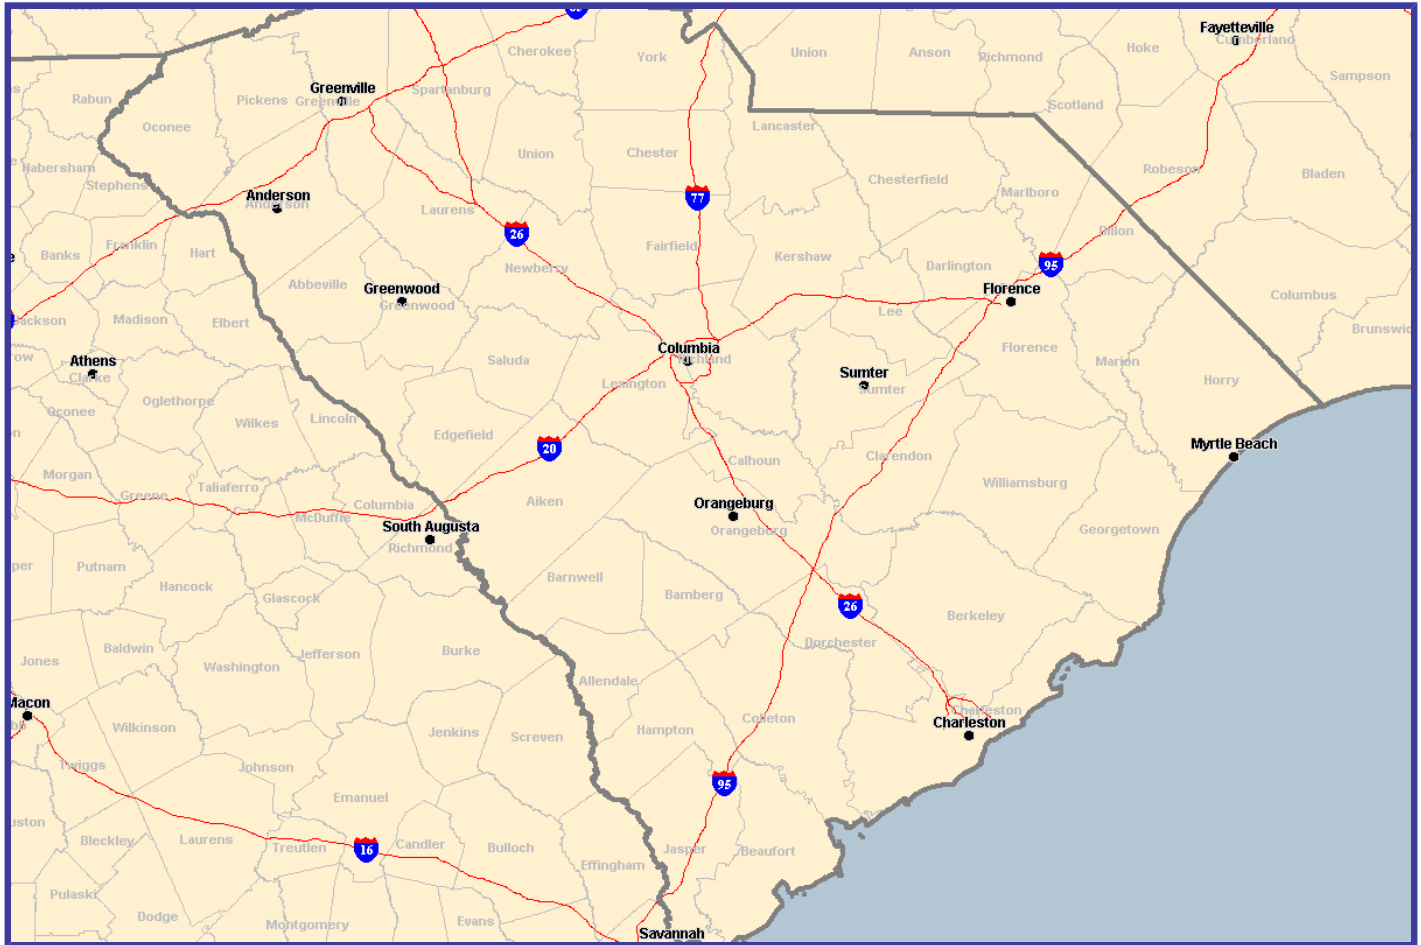 Fayetteville
Cumberland
Cherokee
York
Union
Anson
Richmond
Hoke
Sampson
Greenville
Pickens
Greenville
Spartanburg
Rabun
Scotland
Oconee
Lancaster
Union
Chester
Habersham
Stephens
Chesterfield
Robeson
Bladen
Marlboro
Anderson
Anderson
Laurens
77
26
Dillon
Banks
Franklin
Hart
Fairfield
Kershaw
Newberry
Darlington
95
Abbeville
Greenwood
Greenwood
Florence
Columbus
Jackson
Madison
Elbert
Lee
Brunswic
Columbia
Richland
Florence
Athens
Clarke
Saluda
Sumter
Sumter
Marion
Horry
Lexington
Oconee
Oglethorpe
Wilkes
Lincoln
Edgefield
20
Myrtle Beach
Calhoun
Clarendon
Morgan
Greene
Taliaferro
Columbia
McDuffie
Aiken
Orangeburg
Orangeburg
Williamsburg
Georgetown
South Augusta
Richmond
Putnam
Hancock
Glascock
Barnwell
Bamberg
26
Berkeley
Dorchester
Jones
Baldwin
Washington
Jefferson
Burke
Allendale
Macon
Wilkinson
Jenkins
Screven
Hampton
Colleton
Charleston
Charleston
Twiggs
Johnson
Emanuel
95
Bleckley
Laurens
Treutlen
16
Candler
Bulloch
Effingham
Jasper
Beaufort
Pulaski
Dodge
Montgomery
Evans
Savannah